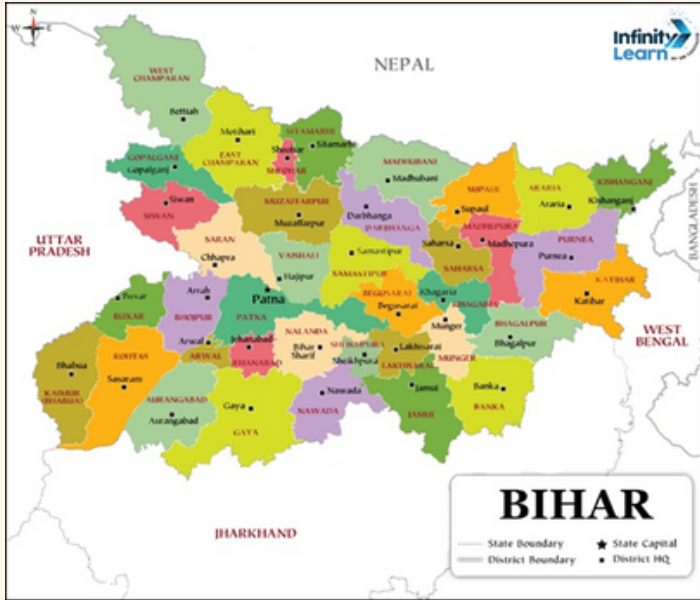 N
W
E
S
Infinity
Learn
NEPAL
WEST
CHAMPARAN
Bettiah
Motihari
EAST
CHAMPARAN
SITAMARHI
Sheohar
Sitamarhi
SHEOHAR
GOPALGANJ
Gopalganj
MADHUBANI
Madhubani
SUPAUL
Supaul
ARARIA
Araria
KISHANGANJ
Kishanganj
BANGLADESH
Siwan
SIWAN
MUZAFFARPUR
Muzaffarpur
Darbhanga
DARBHANGA
MADHEPURA
Madhepura
Saharsa
SAHARSA
PURNEA
Purnea
UTTAR
PRADESH
SARAN
Chhapra
VAISHALI
Hajipur
Samastipur
SAMASTIPUR
KATIHAR
Katihar
Buxar
BUXAR
Arrah
BHOJPUR
Patna
PATNA
BEGUSARAI
Begusarai
Khagaria
KHAGARIA
Munger
MUNGER
BHAGALPUR
Bhagalpur
WEST
BENGAL
Arwal
ARWAL
Jehanabad
JEHANABAD
NALANDA
Bihar
Sharif
SHEIKHPURA
Sheikhpura
Lakhisarai
LAKHISARAI
Bhabua
KAIMUR
(BHABUA)
ROHTAS
Sasaram
AURANGABAD
Aurangabad
Gaya
GAYA
Nawada
NAWADA
Jamui
JAMUI
Banka
BANKA
JHARKHAND
BIHAR
State Boundary
State Capital
District Boundary
District HQ